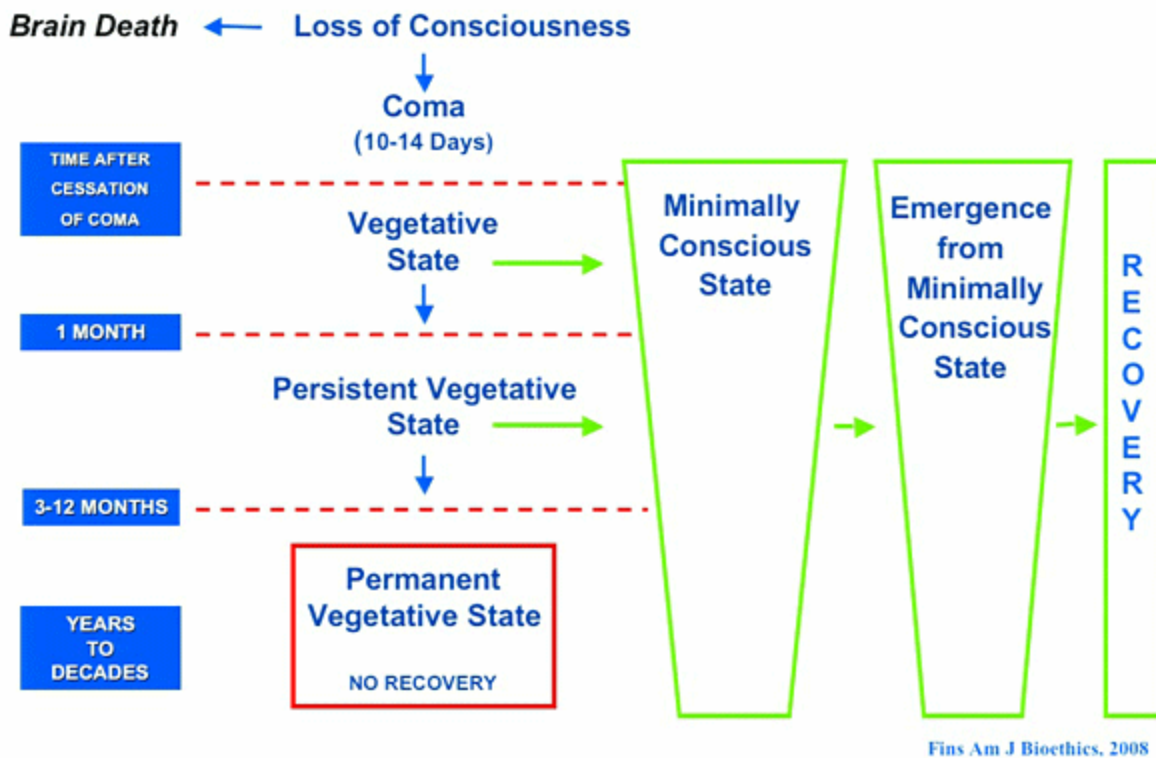 Brain Death
Loss of Consciousness
Coma
(10-14 Days)
TIME AFTER
CESSATION
OF COMA
Vegetative
State
Minimally
Conscious
State
Emergence
from
Minimally
Conscious
State
RECOVERY
1 MONTH
Persistent Vegetative
State
3-12 MONTHS
Permanent
Vegetative State
NO RECOVERY
YEARS
TO
DECADES
Fins Am J Bioethics, 2008